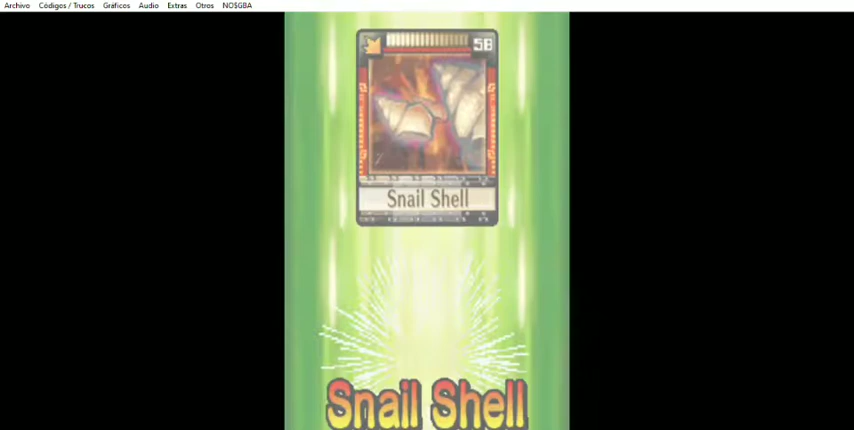 Archivo Códigos / Trucos Gráficos Audio Extras Otros NO$GBA
58
Snail Shell
Snail Shell